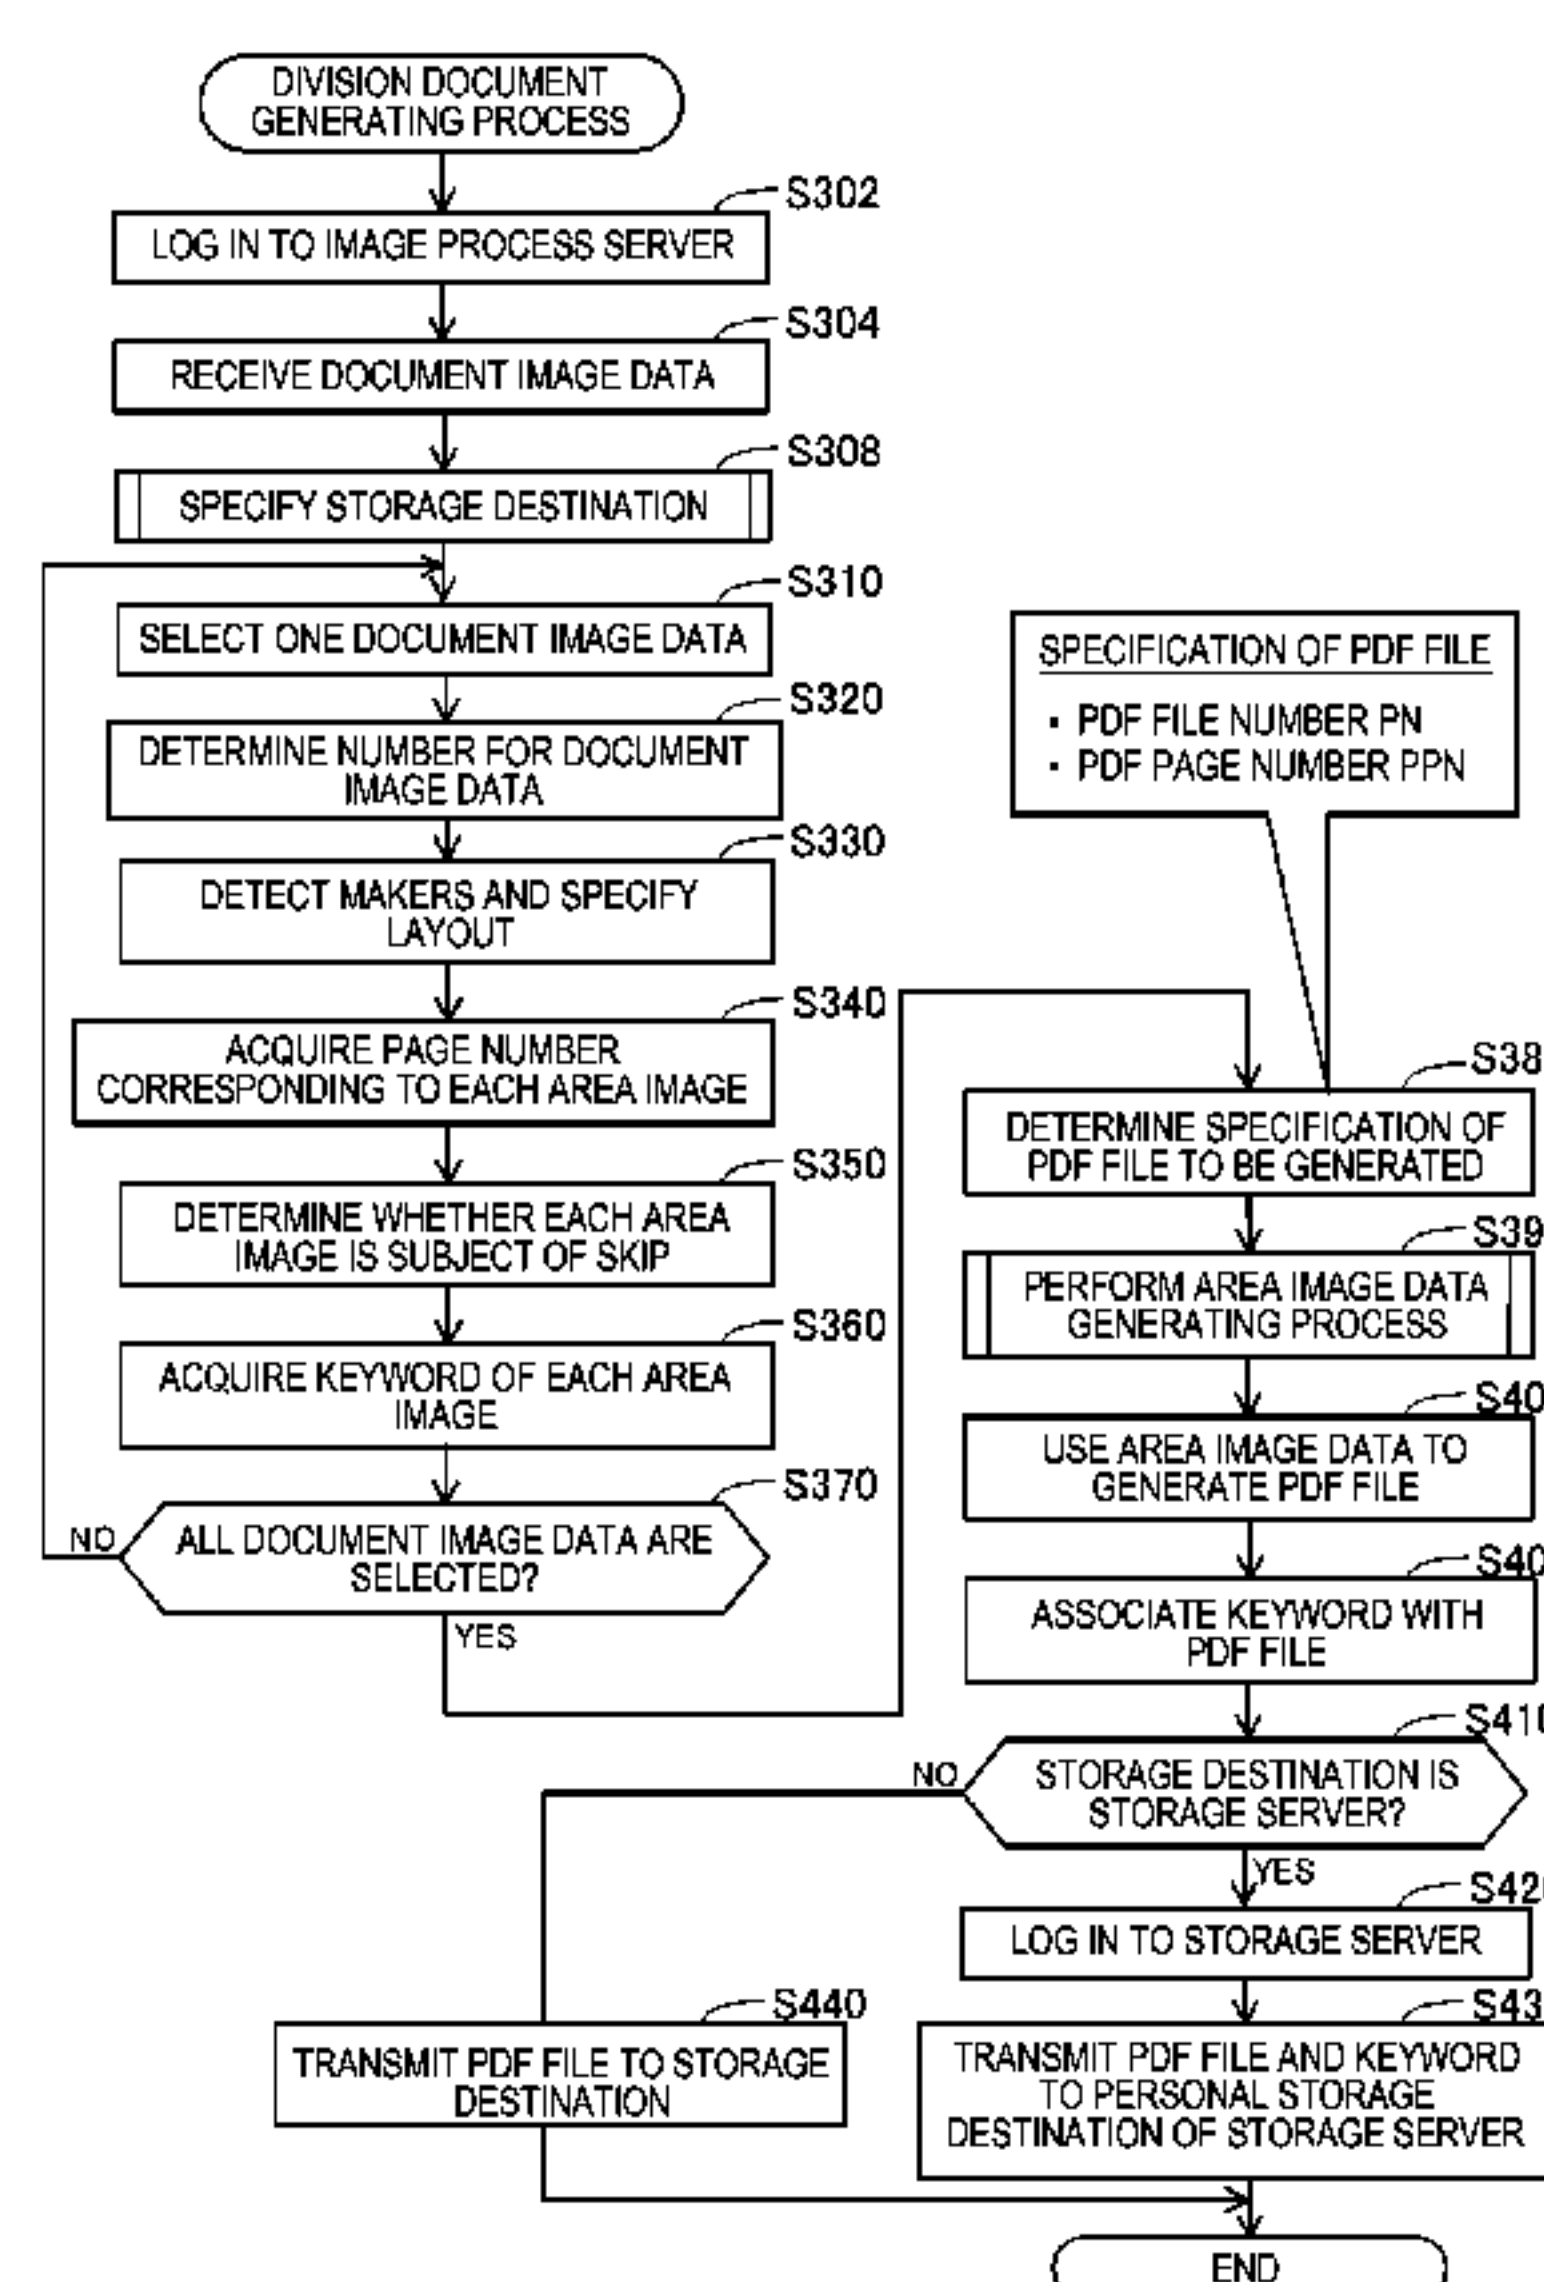 DIVISION DOCUMENT
GENERATING PROCESS
S302
LOG IN TO IMAGE PROCESS SERVER
S304
RECEIVE DOCUMENT IMAGE DATA
S308
SPECIFY STORAGE DESTINATION
S310
SELECT ONE DOCUMENT IMAGE DATA
S320
DETERMINE NUMBER FOR DOCUMENT
IMAGE DATA
S330
DETECT MAKERS AND SPECIFY
LAYOUT
S340
ACQUIRE PAGE NUMBER
CORRESPONDING TO EACH AREA IMAGE
S350
DETERMINE WHETHER EACH AREA
IMAGE IS SUBJECT OF SKIP
S360
ACQUIRE KEYWORD OF EACH AREA
IMAGE
S370
NO
ALL DOCUMENT IMAGE DATA ARE
SELECTED?
YES
SPECIFICATION OF PDF FILE
· PDF FILE NUMBER PN
· PDF PAGE NUMBER PPN
S38
DETERMINE SPECIFICATION OF
PDF FILE TO BE GENERATED
S39
PERFORM AREA IMAGE DATA
GENERATING PROCESS
S40
USE AREA IMAGE DATA TO
GENERATE PDF FILE
S40
ASSOCIATE KEYWORD WITH
PDF FILE
S410
NO
STORAGE DESTINATION IS
STORAGE SERVER?
YES
S420
LOG IN TO STORAGE SERVER
S43
TRANSMIT PDF FILE AND KEYWORD
TO PERSONAL STORAGE
DESTINATION OF STORAGE SERVER
S440
TRANSMIT PDF FILE TO STORAGE
DESTINATION
END